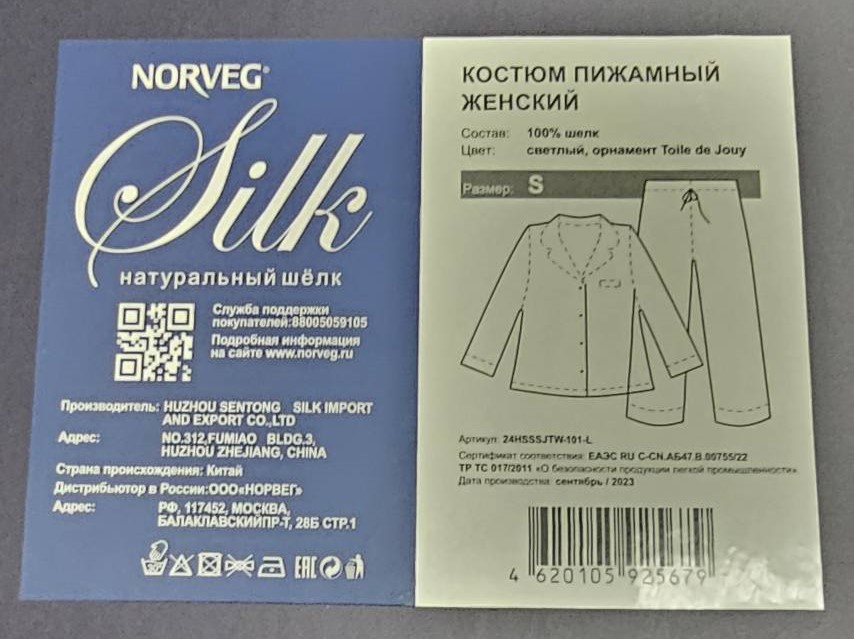 NORVEG®
Silk
натуральный шёлк
Служба поддержки
покупателей:88005059105
Подробная информация
на сайте www.norveg.ru
Производитель: HUZHOU SENTONG SILK IMPORT
AND EXPORT CO.,LTD
Адрес: NO.312,FUMIAO BLDG.3,
HUZHOU ZHEJIANG, CHINA
Страна происхождения: Китай
Дистрибьютор в России:ООО«НОРВЕГ»
Адрес: РФ, 117452, МОСКВА,
БАЛАКЛАВСКИЙПР-Т, 28Б СТР.1
30°
EAC
КОСТЮМ ПИЖАМНЫЙ
ЖЕНСКИЙ
Состав: 100% шелк
Цвет: светлый, орнамент Toile de Jouy
Размер: S
Артикул: 24HSSSJTW-101-L
Сертификат соответствия: ЕАЭС RU C-CN.АБ47.В.00755/22
ТР ТС 017/2011 «О безопасности продукции легкой промышленности»
Дата производства: сентябрь / 2023
4 620105 925679